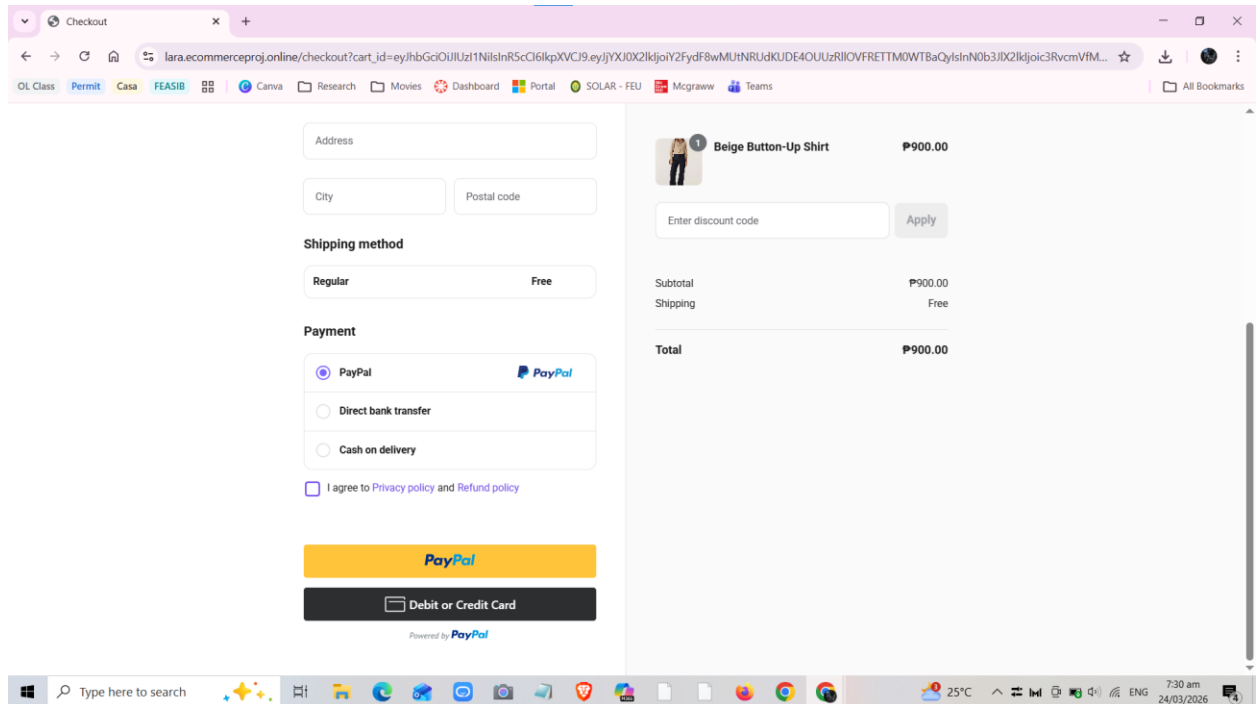 Checkout
lara.ecommerceproj.online/checkout?cart_id=
OL Class Permit Casa FEASIB Canva Research Movies Dashboard Portal SOLAR - FEU Mcgraww Teams All Bookmarks
Address
City Postal code
Shipping method
Regular Free
Payment
PayPal PayPal
Direct bank transfer
Cash on delivery
I agree to Privacy policy and Refund policy
PayPal
Debit or Credit Card
Powered by PayPal
1 Beige Button-Up Shirt ₱900.00
Enter discount code Apply
Subtotal ₱900.00
Shipping Free
Total ₱900.00
Type here to search
25°C ENG 7:30 am
24/03/2026
4